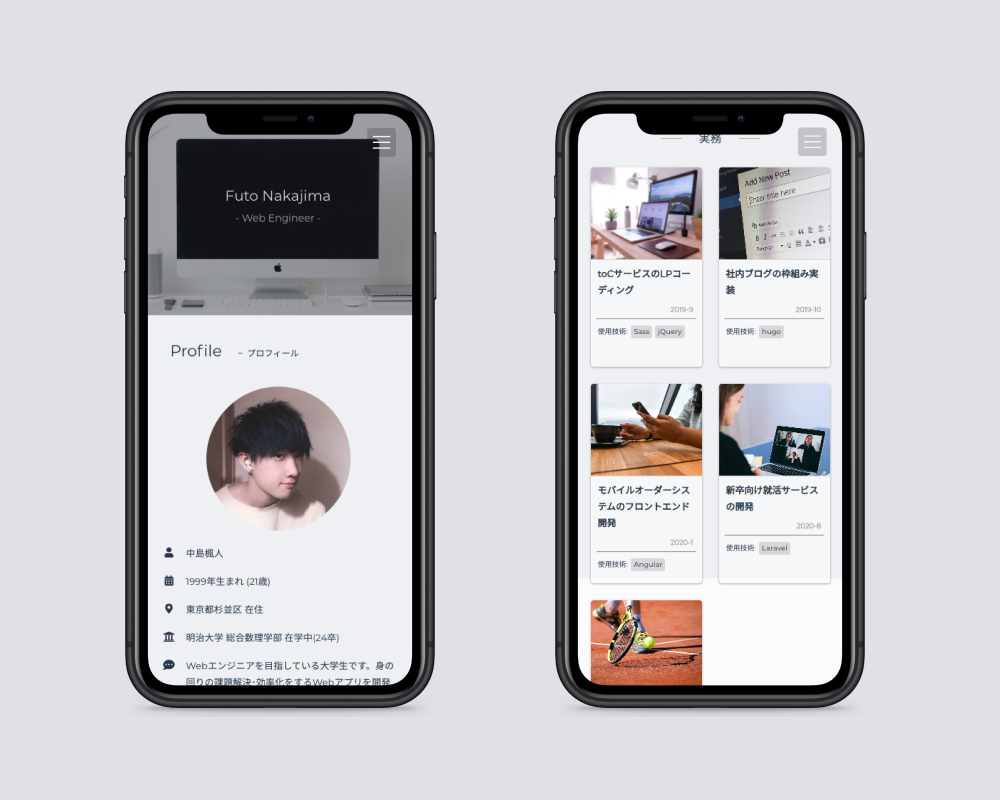 Futo Nakajima
- Web Engineer -
Profile - プロフィール
中島楓人
1999年生まれ (21歳)
東京都杉並区 在住
明治大学 総合数理学部 在学中(24卒)
Webエンジニアを目指している大学生です。身の
回りの課題解決・効率化をするWebアプリを開発
実務
toCサービスのLPコー
ディング
2019-9
使用技術: Sass jQuery
Add New Post
Enter title here
Add Media
Paragraph
社内ブログの枠組み実
装
2019-10
使用技術: hugo
モバイルオーダーシス
テムのフロントエンド
開発
2020-1
使用技術: Angular
新卒向け就活サービス
の開発
2020-8
使用技術: Laravel